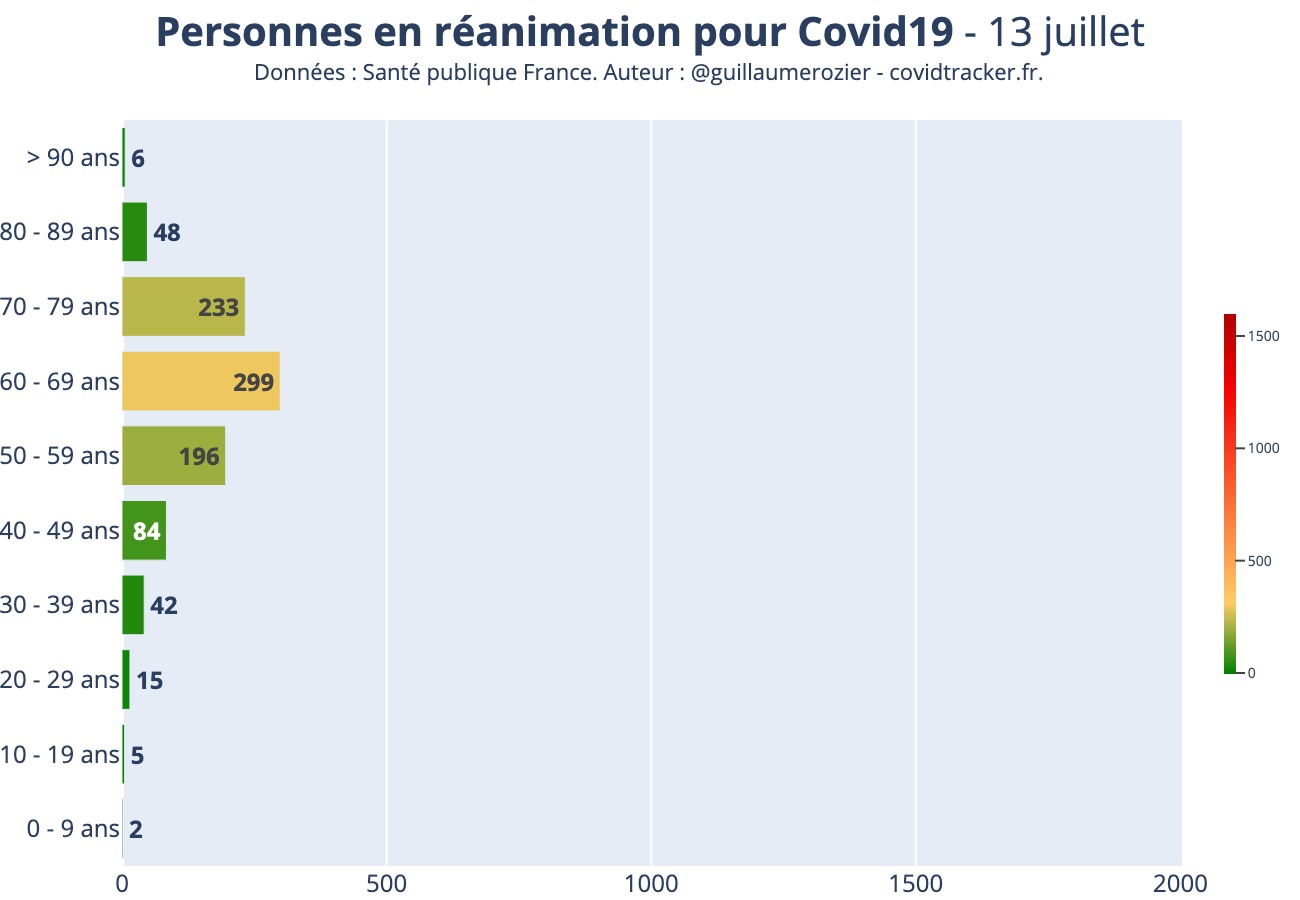 Personnes en réanimation pour Covid19 - 13 juillet
Données : Santé publique France. Auteur : @guillaumerozier - covidtracker.fr.
> 90 ans 6
80 - 89 ans 48
70 - 79 ans 233
60 - 69 ans 299
50 - 59 ans 196
40 - 49 ans 84
30 - 39 ans 42
20 - 29 ans 15
10 - 19 ans 5
0 - 9 ans 2
0 500 1000 1500 2000
1500
1000
500
0